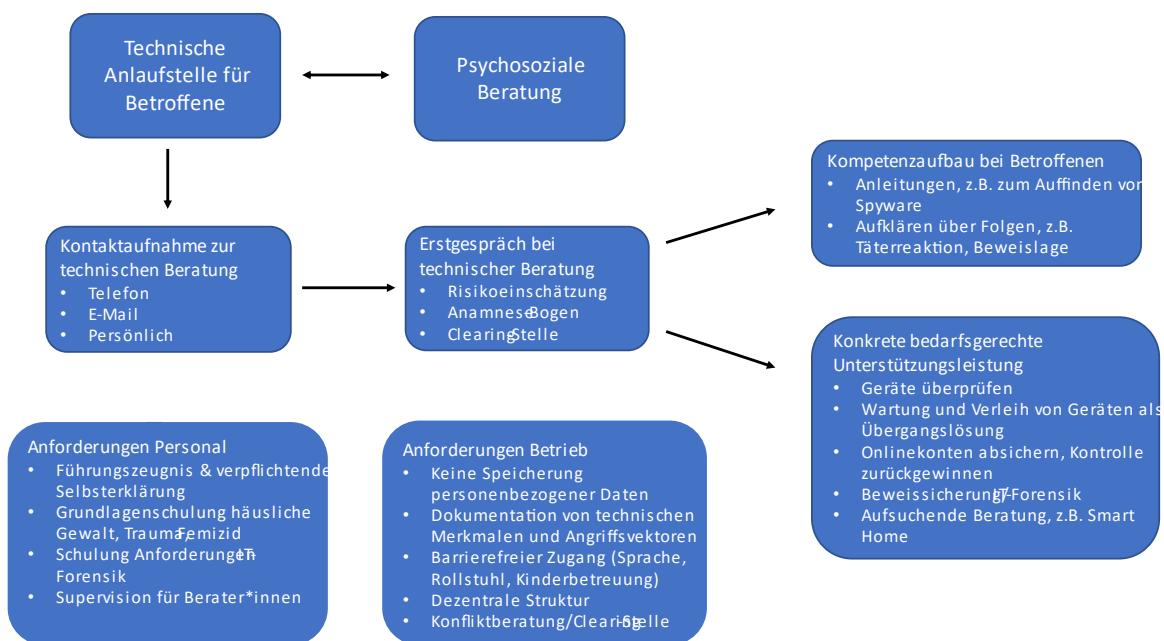 Technische
Anlaufstelle für
Betroffene
Psychosoziale
Beratung
Kompetenzaufbau bei Betroffenen
• Anleitungen, z.B. zum Auffinden von
Spyware
• Aufklären über Folgen, z.B.
Täterreaktion, Beweislage
Kontaktaufnahme zur
technischen Beratung
• Telefon
• E-Mail
• Persönlich
Erstgespräch bei
technischer Beratung
• Risikoeinschätzung
• Anamnese-Bogen
• Clearing-Stelle
Konkrete bedarfsgerechte
Unterstützungsleistung
• Geräte überprüfen
• Wartung und Verleih von Geräten als
Übergangslösung
• Onlinekonten absichern, Kontrolle
zurückgewinnen
• Beweissicherung/IT-Forensik
• Aufsuchende Beratung, z.B. Smart
Home
Anforderungen Personal
• Führungszeugnis & verpflichtende
Selbsterklärung
• Grundlagenschulung häusliche
Gewalt, Trauma, Femizid
• Schulung Anforderungen IT-
Forensik
• Supervision für Berater*innen
Anforderungen Betrieb
• Keine Speicherung
personenbezogener Daten
• Dokumentation von technischen
Merkmalen und Angriffsvektoren
• Barrierefreier Zugang (Sprache,
Rollstuhl, Kinderbetreuung)
• Dezentrale Struktur
• Konfliktberatung/Clearing-Stelle